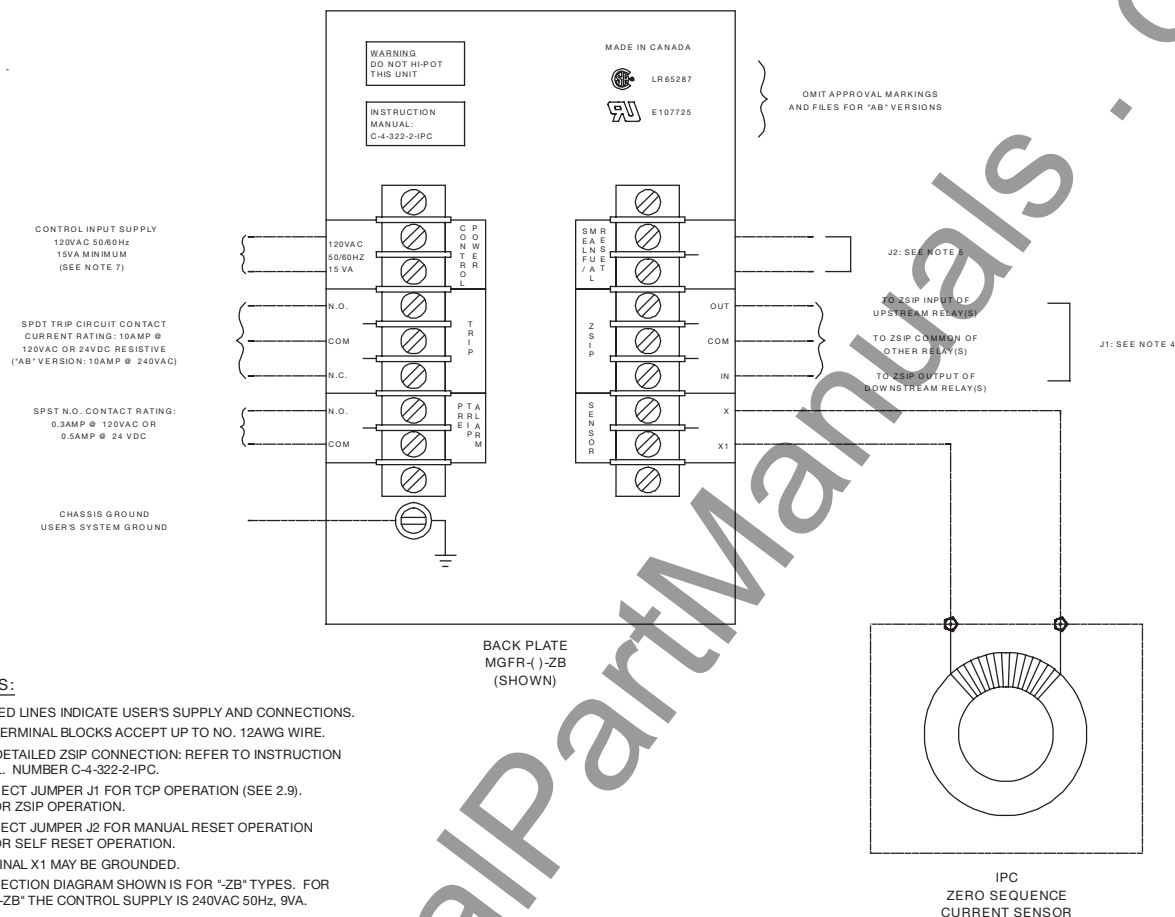 WARNING
DO NOT HI-POT
THIS UNIT
INSTRUCTION
MANUAL:
C-4-322-2-IPC
MADE IN CANADA
LR65287
E107725
OMIT APPROVAL MARKINGS
AND FILES FOR "AB" VERSIONS
CONTROL INPUT SUPPLY
120VAC 50/60Hz
15VA MINIMUM
(SEE NOTE 7)
120VAC
50/60HZ
15 VA
CONTROL
POWER
SPDT TRIP CIRCUIT CONTACT
CURRENT RATING: 10AMP @
120VAC OR 24VDC RESISTIVE
("AB" VERSION: 10AMP @ 240VAC)
N.O.
COM
N.C.
TRIP
SPST N.O. CONTACT RATING:
0.3AMP @ 120VAC OR
0.5AMP @ 24 VDC
N.O.
COM
PRE
TRIP
ALARM
CHASSIS GROUND
USER'S SYSTEM GROUND
SELF/
MANUAL
RESET
J2: SEE NOTE 5
ZSIP
OUT
COM
IN
TO ZSIP INPUT OF
UPSTREAM RELAY(S)
TO ZSIP COMMON OF
OTHER RELAY(S)
TO ZSIP OUTPUT OF
DOWNSTREAM RELAY(S)
J1: SEE NOTE 4
SENSOR
X
X1
BACK PLATE
MGFR-( )-ZB
(SHOWN)
S:
ED LINES INDICATE USER'S SUPPLY AND CONNECTIONS.
ERMINAL BLOCKS ACCEPT UP TO NO. 12AWG WIRE.
DETAILED ZSIP CONNECTION: REFER TO INSTRUCTION
L. NUMBER C-4-322-2-IPC.
ECT JUMPER J1 FOR TCP OPERATION (SEE 2.9).
OR ZSIP OPERATION.
ECT JUMPER J2 FOR MANUAL RESET OPERATION
OR SELF RESET OPERATION.
INAL X1 MAY BE GROUNDED.
ECTION DIAGRAM SHOWN IS FOR "-ZB" TYPES. FOR
-ZB" THE CONTROL SUPPLY IS 240VAC 50Hz, 9VA.
IPC
ZERO SEQUENCE
CURRENT SENSOR
alPartManuals . c